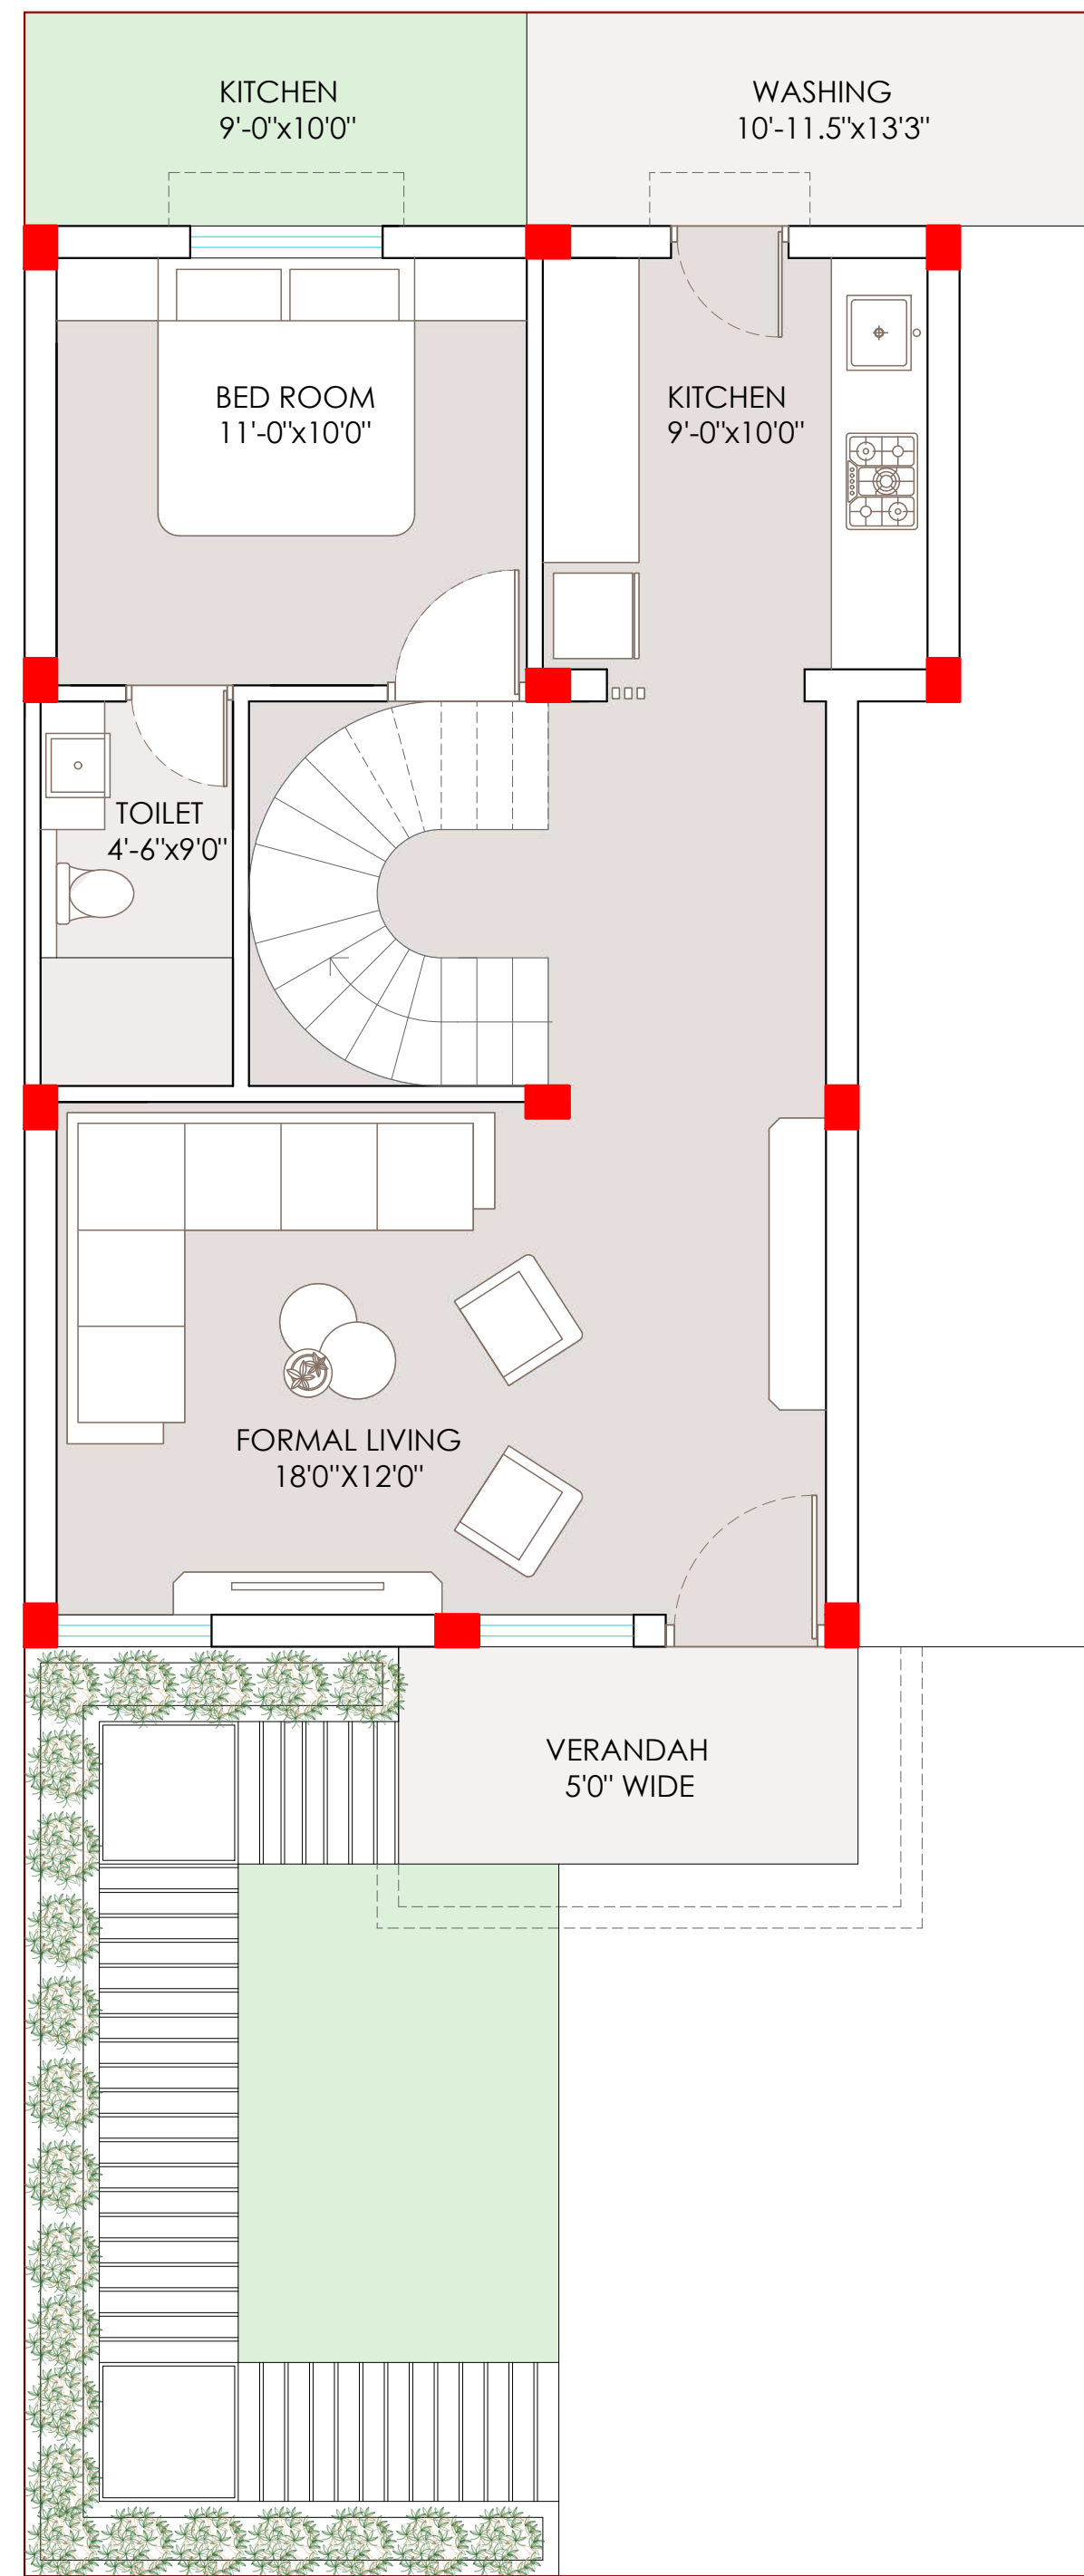 KITCHEN
9'-0"x10'0"
WASHING
10'-11.5"x13'3"
BED ROOM
11'-0"x10'0"
KITCHEN
9'-0"x10'0"
TOILET
4'-6"x9'0"
FORMAL LIVING
18'0"X12'0"
VERANDAH
5'0" WIDE